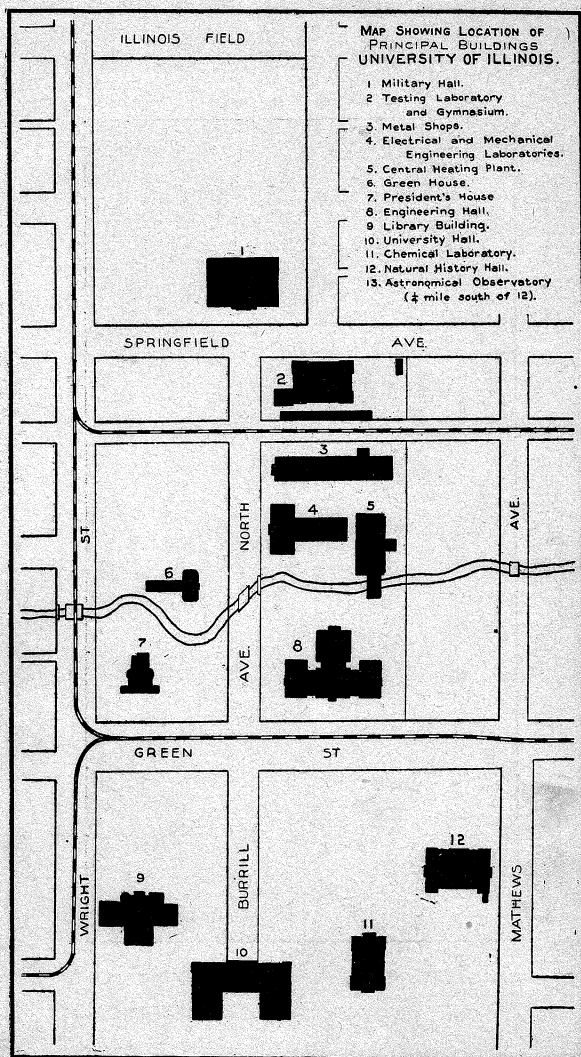 ILLINOIS FIELD
MAP SHOWING LOCATION OF
PRINCIPAL BUILDINGS
UNIVERSITY OF ILLINOIS.
1 Military Hall.
2 Testing Laboratory
and Gymnasium.
3. Metal Shops.
4. Electrical and Mechanical
Engineering Laboratories.
5. Central Heating Plant.
6. Green House.
7. President's House
8. Engineering Hall.
9 Library Building.
10. University Hall.
11. Chemical Laboratory.
12. Natural History Hall.
13. Astronomical Observatory
(¼ mile south of 12).
1
SPRINGFIELD AVE.
2
3
4
5
NORTH
AVE.
ST
6
7
8
AVE.
GREEN ST
9
10
11
12
WRIGHT
BURRILL
MATHEWS